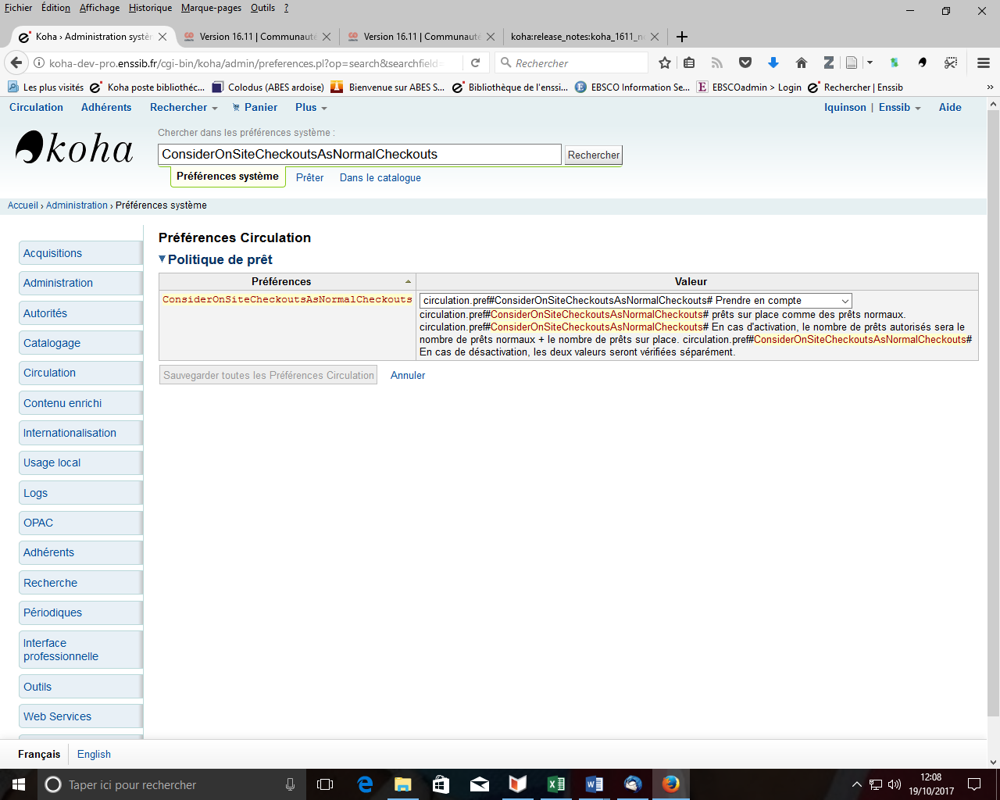 Fichier Édition Affichage Historique Marque-pages Outils ?
Koha › Administration systèm Version 16.11 | Communaut Version 16.11 | Communaut koha:release_notes:koha_1611_n
koha-dev-pro.enssib.fr/cgi-bin/koha/admin/preferences.pl?op=search&searchfield= Rechercher
Les plus visités Koha poste bibliothéc... Colodus (ABES ardoise) Bienvenue sur ABES S... Bibliothèque de l'enssi... EBSCO Information Se... EBSCOadmin > Login Rechercher | Enssib »
Circulation Adhérents Rechercher Panier Plus lquinson | Enssib Aide
koha
Chercher dans les préférences système :
ConsiderOnSiteCheckoutsAsNormalCheckouts Rechercher
Préférences système Prêter Dans le catalogue
Accueil › Administration › Préférences système
Acquisitions
Administration
Autorités
Catalogage
Circulation
Contenu enrichi
Internationalisation
Usage local
Logs
OPAC
Adhérents
Recherche
Périodiques
Interface
professionnelle
Outils
Web Services
Préférences Circulation
Politique de prêt
Préférences Valeur
ConsiderOnSiteCheckoutsAsNormalCheckouts circulation.pref#ConsiderOnSiteCheckoutsAsNormalCheckouts# Prendre en compte
circulation.pref#ConsiderOnSiteCheckoutsAsNormalCheckouts# prêts sur place comme des prêts normaux.
circulation.pref#ConsiderOnSiteCheckoutsAsNormalCheckouts# En cas d'activation, le nombre de prêts autorisés sera le
nombre de prêts normaux + le nombre de prêts sur place. circulation.pref#ConsiderOnSiteCheckoutsAsNormalCheckouts#
En cas de désactivation, les deux valeurs seront vérifiées séparément.
Sauvegarder toutes les Préférences Circulation Annuler
Français English
Taper ici pour rechercher
12:08
19/10/2017